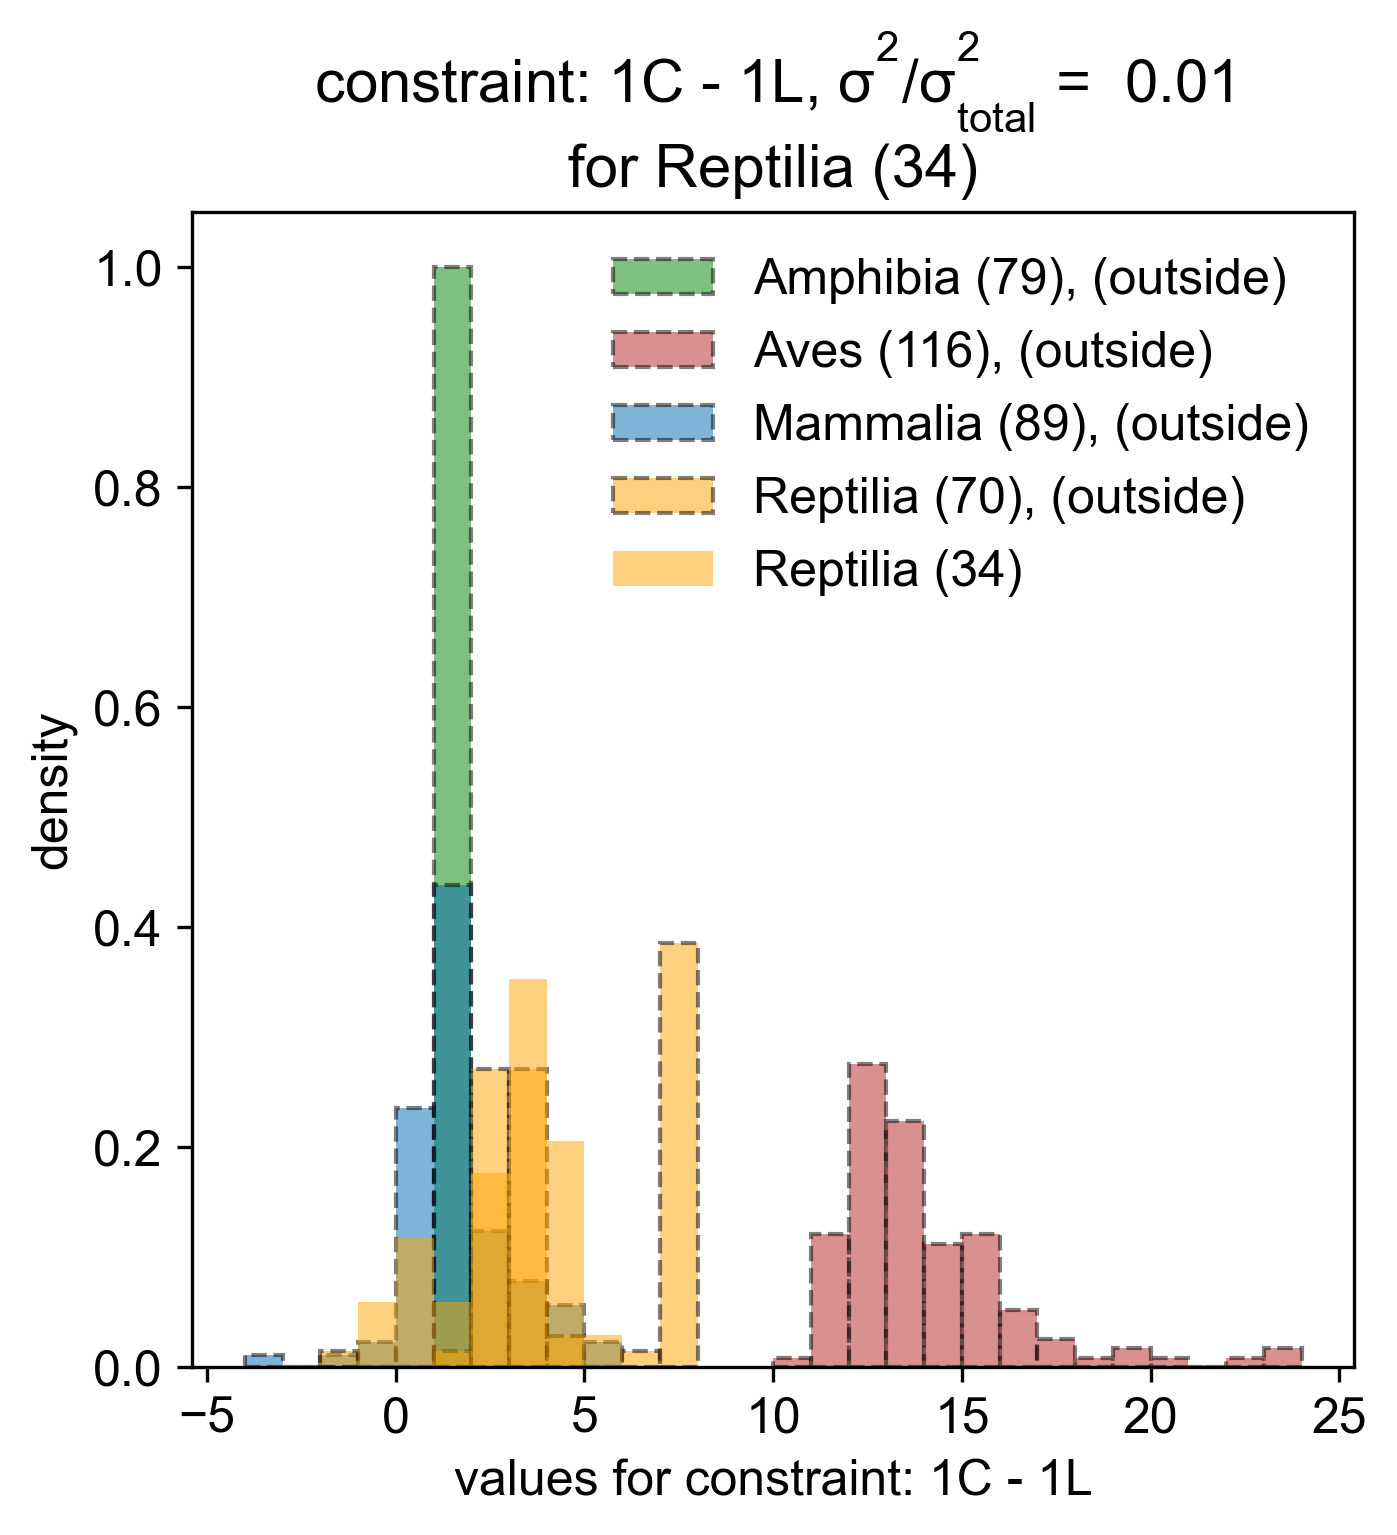 constraint: 1C - 1L, σ²/σ²_total = 0.01
for Reptilia (34)
Amphibia (79), (outside)
Aves (116), (outside)
Mammalia (89), (outside)
Reptilia (70), (outside)
Reptilia (34)
density
1.0
0.8
0.6
0.4
0.2
0.0
−5 0 5 10 15 20 25
values for constraint: 1C - 1L